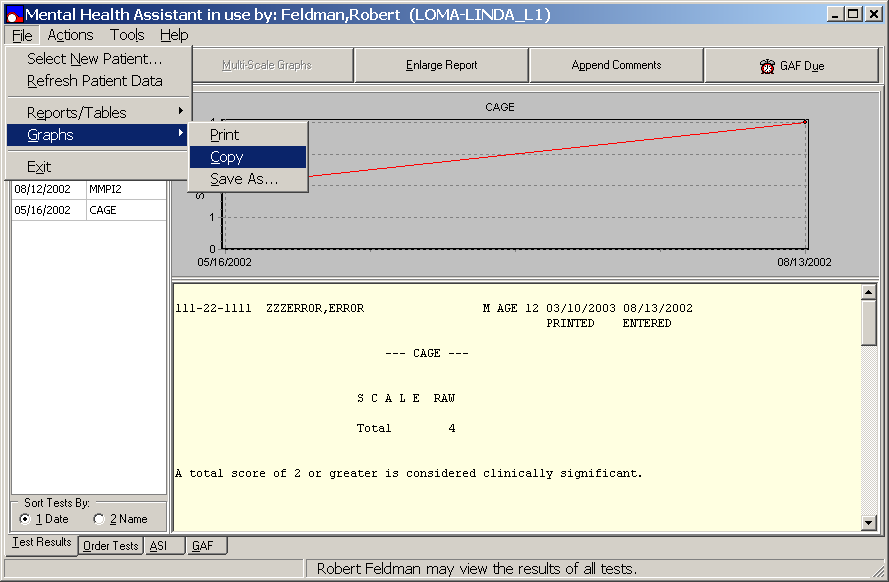 Mental Health Assistant in use by: Feldman,Robert (LOMA-LINDA_L1)
File Actions Tools Help
Select New Patient...
Refresh Patient Data
Reports/Tables
Graphs
Exit
Print
Copy
Save As...
Multi-Scale Graphs Enlarge Report Append Comments GAF Due
CAGE
4
S
1
0
05/16/2002 08/13/2002
08/12/2002 MMPI2
05/16/2002 CAGE
111-22-1111 ZZZERROR,ERROR M AGE 12 03/10/2003 08/13/2002
PRINTED ENTERED
--- CAGE ---
S C A L E RAW
Total 4
A total score of 2 or greater is considered clinically significant.
Sort Tests By:
1 Date 2 Name
Test Results Order Tests ASI GAF
Robert Feldman may view the results of all tests.